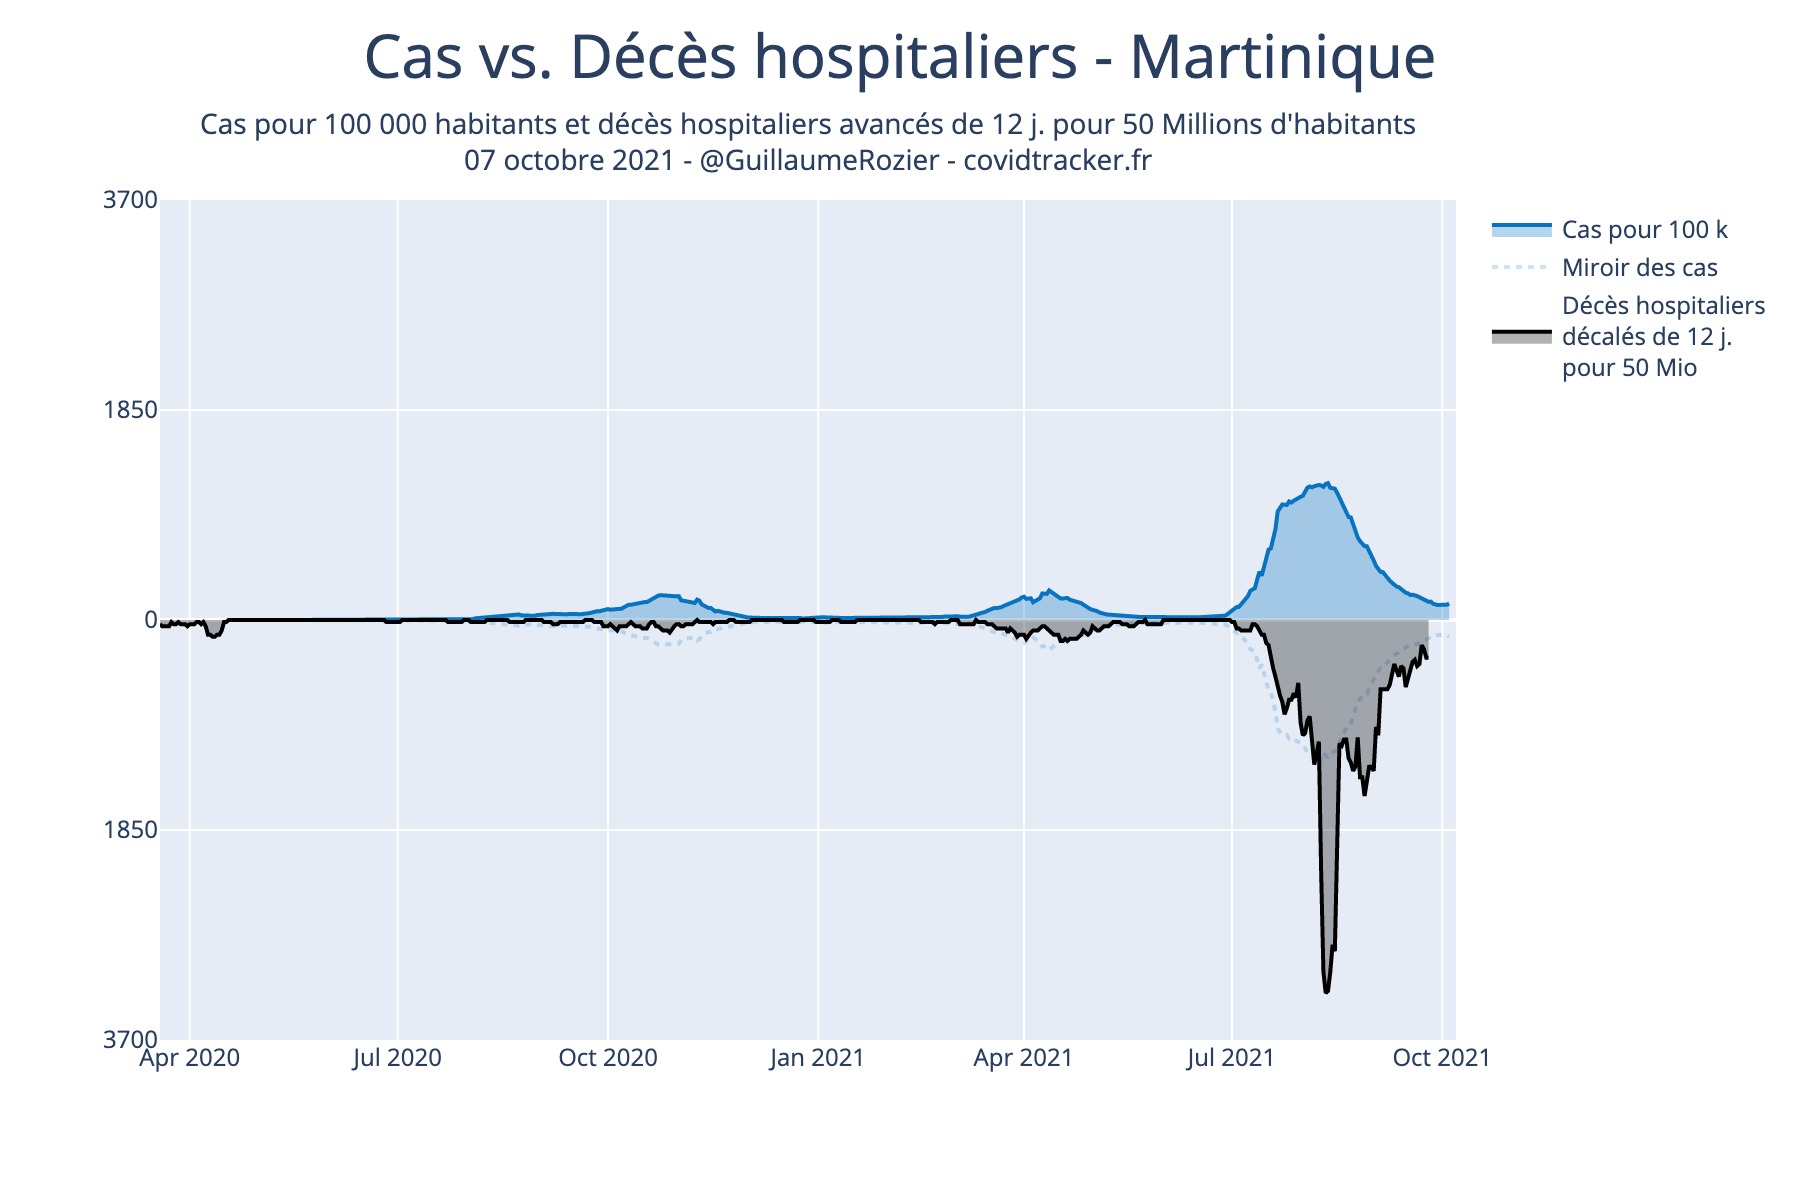 Cas vs. Décès hospitaliers - Martinique
Cas pour 100 000 habitants et décès hospitaliers avancés de 12 j. pour 50 Millions d'habitants
07 octobre 2021 - @GuillaumeRozier - covidtracker.fr
3700
1850
0
1850
3700
Apr 2020
Jul 2020
Oct 2020
Jan 2021
Apr 2021
Jul 2021
Oct 2021
Cas pour 100 k
Miroir des cas
Décès hospitaliers
décalés de 12 j.
pour 50 Mio